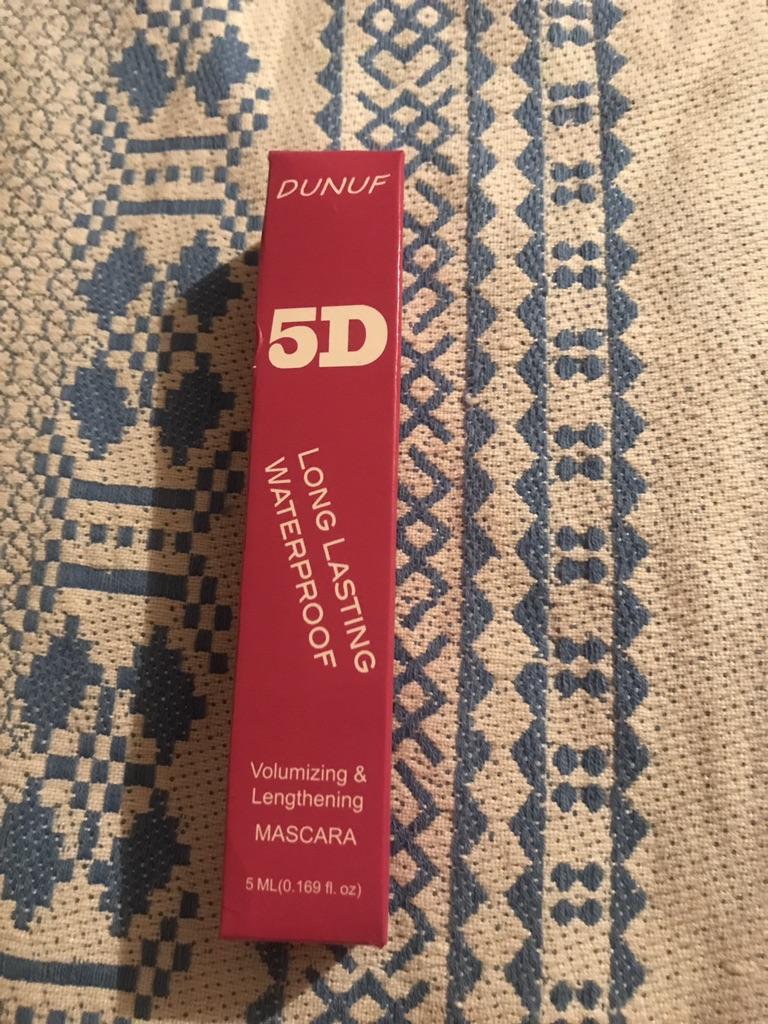 DUNUF
5D
LONG LASTING
WATERPROOF
Volumizing &
Lengthening
MASCARA
5 ML(0.169 fl. oz)